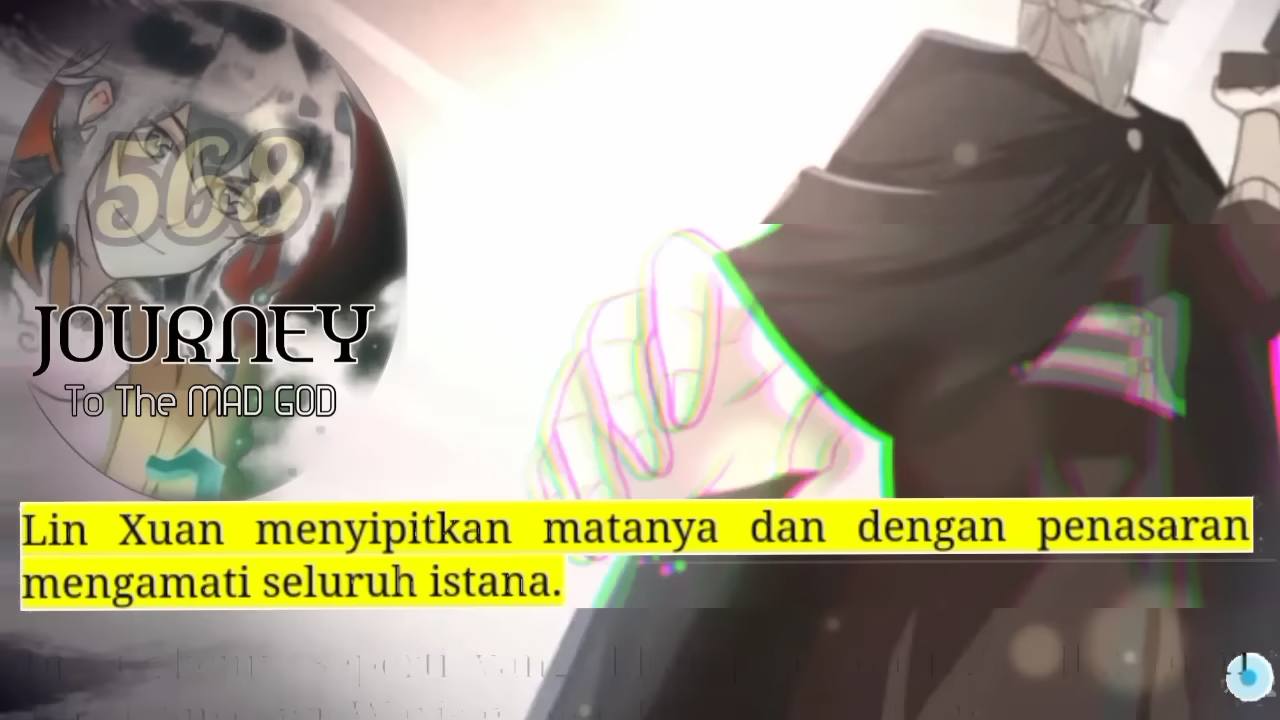 568
JOURNEY
To The MAD GOD
Lin Xuan menyipitkan matanya dan dengan penasaran
mengamati seluruh istana.